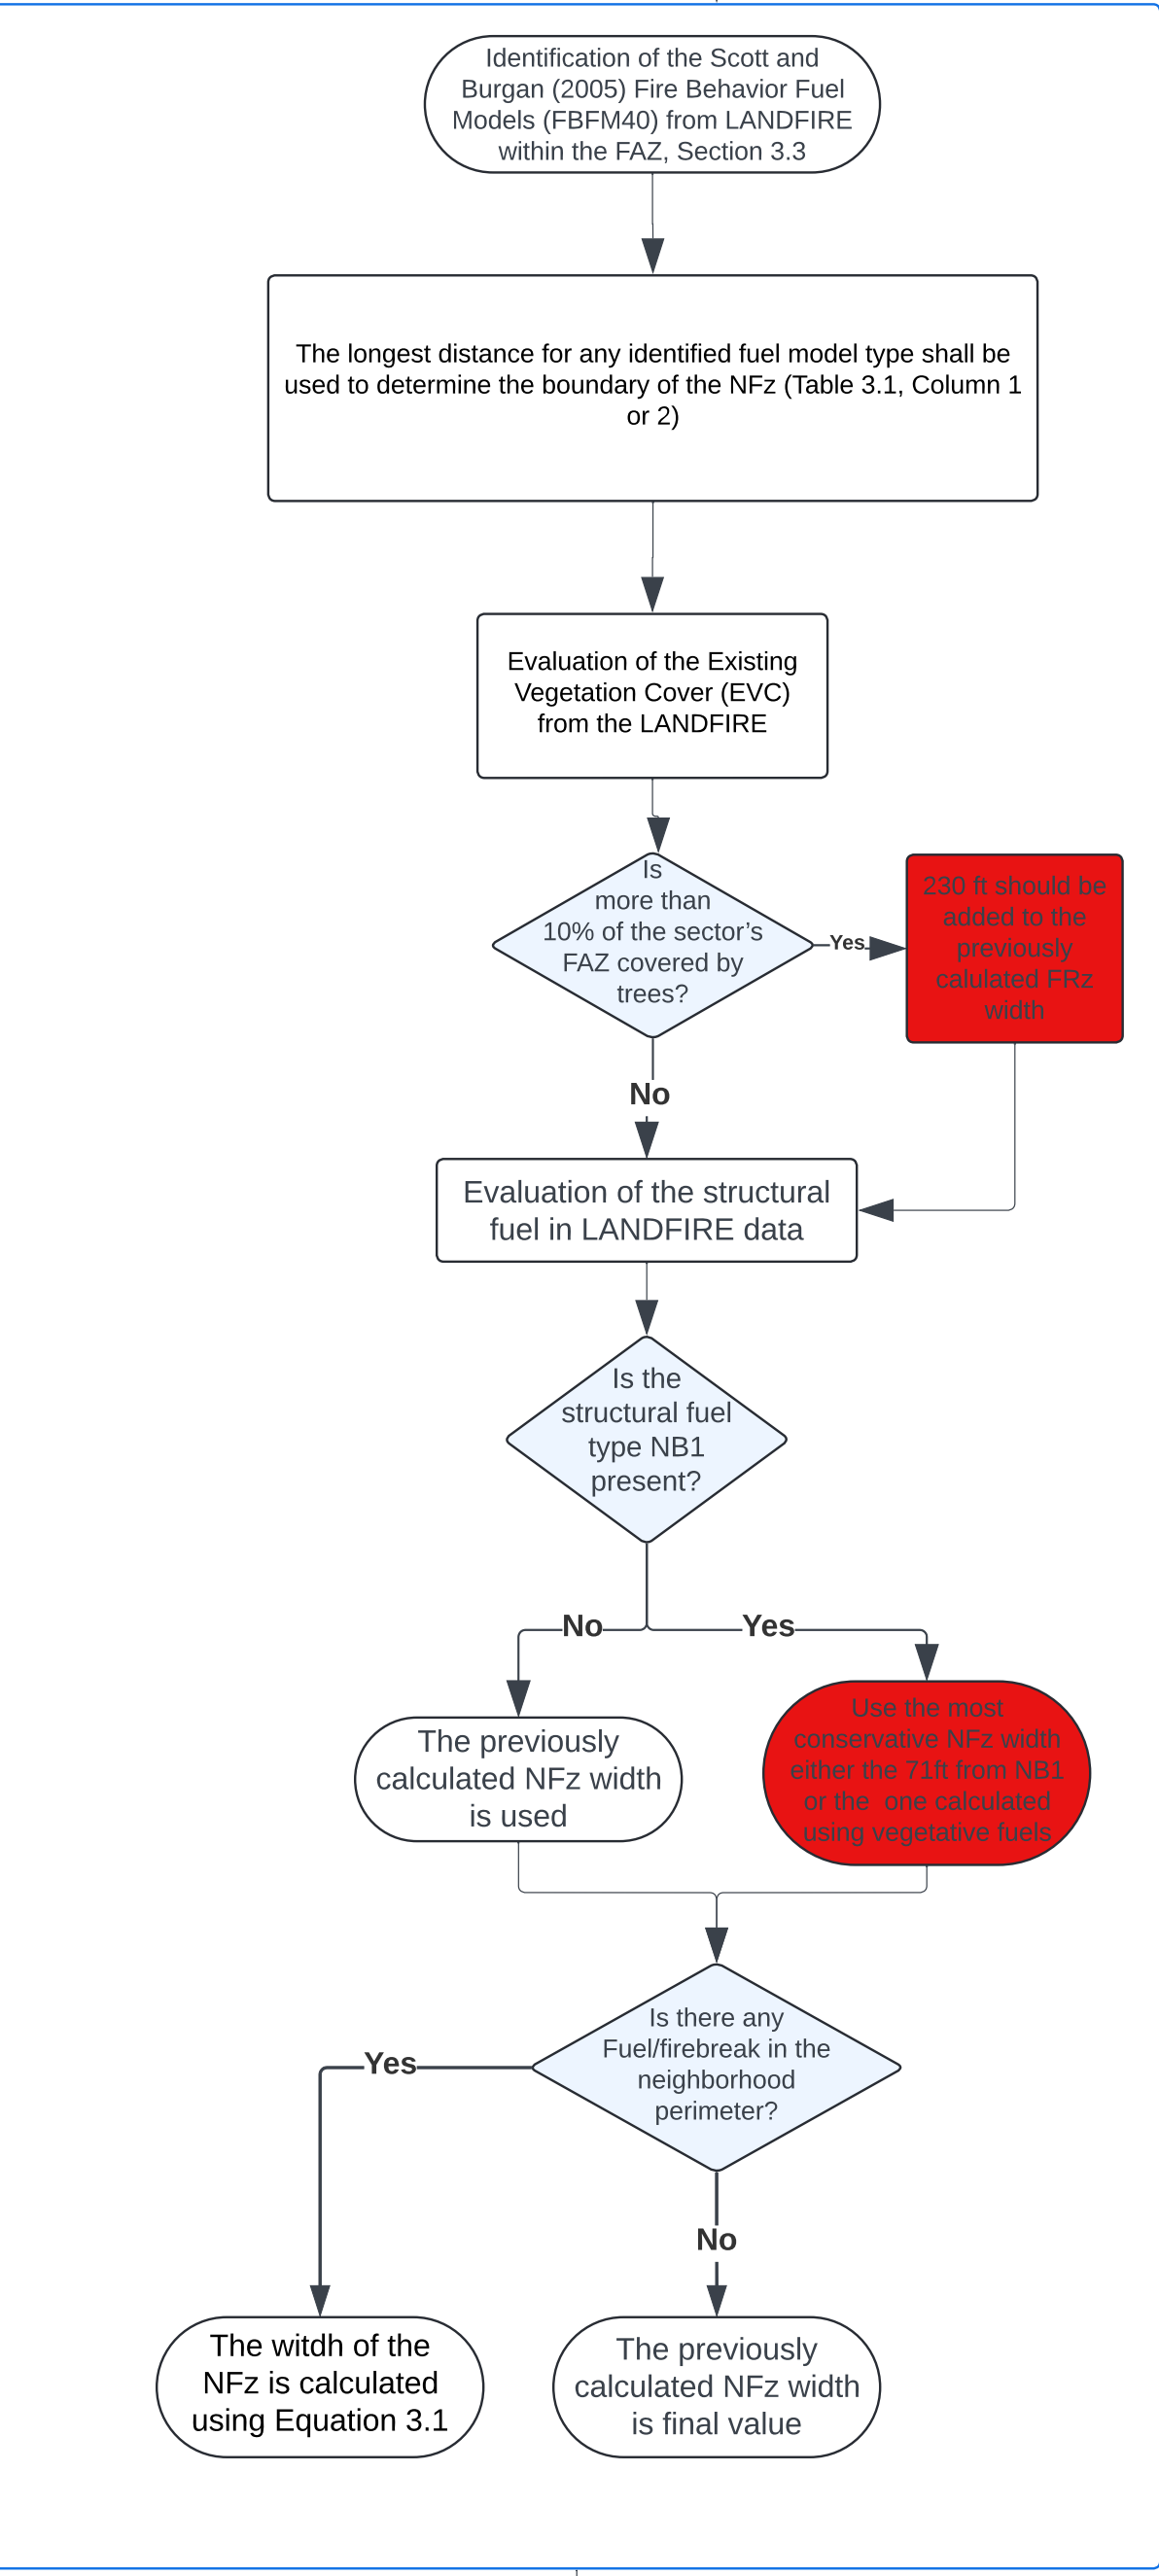 Identification of the Scott and
Burgan (2005) Fire Behavior Fuel
Models (FBFM40) from LANDFIRE
within the FAZ, Section 3.3
The longest distance for any identified fuel model type shall be
used to determine the boundary of the NFz (Table 3.1, Column 1
or 2)
Evaluation of the Existing
Vegetation Cover (EVC)
from the LANDFIRE
Is
more than
10% of the sector’s
FAZ covered by
trees?
Yes
230 ft should be
added to the
previously
calulated FRz
width
No
Evaluation of the structural
fuel in LANDFIRE data
Is the
structural fuel
type NB1
present?
No
Yes
The previously
calculated NFz width
is used
Use the most
conservative NFz width
either the 71ft from NB1
or the  one calculated
using vegetative fuels
Is there any
Fuel/firebreak in the
neighborhood
perimeter?
Yes
No
The witdh of the
NFz is calculated
using Equation 3.1
The previously
calculated NFz width
is final value